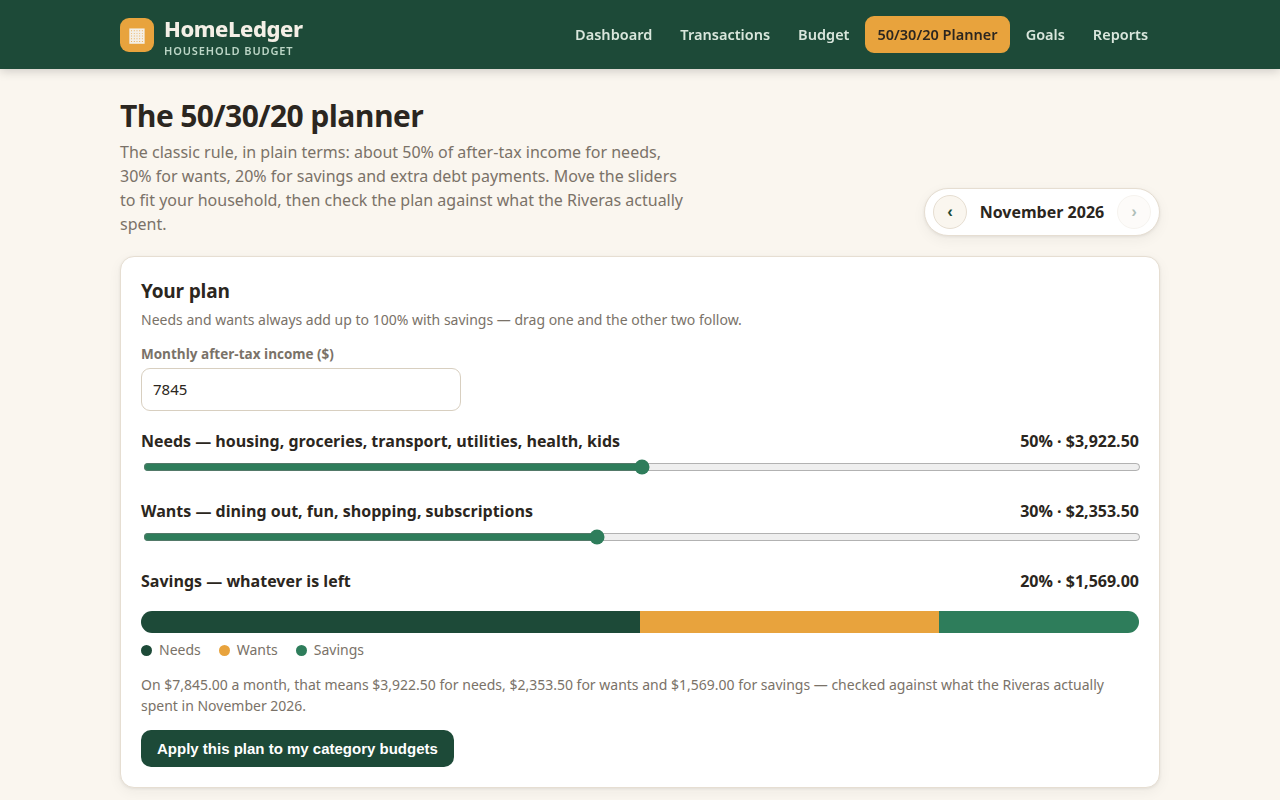 HomeLedger
HOUSEHOLD BUDGET
Dashboard Transactions Budget 50/30/20 Planner Goals Reports
The 50/30/20 planner
The classic rule, in plain terms: about 50% of after-tax income for needs,
30% for wants, 20% for savings and extra debt payments. Move the sliders
to fit your household, then check the plan against what the Riveras actually
spent.
‹ November 2026 ›
Your plan
Needs and wants always add up to 100% with savings — drag one and the other two follow.
Monthly after-tax income ($)
7845
Needs — housing, groceries, transport, utilities, health, kids 50% · $3,922.50
Wants — dining out, fun, shopping, subscriptions 30% · $2,353.50
Savings — whatever is left 20% · $1,569.00
Needs Wants Savings
On $7,845.00 a month, that means $3,922.50 for needs, $2,353.50 for wants and $1,569.00 for savings — checked against what the Riveras actually
spent in November 2026.
Apply this plan to my category budgets